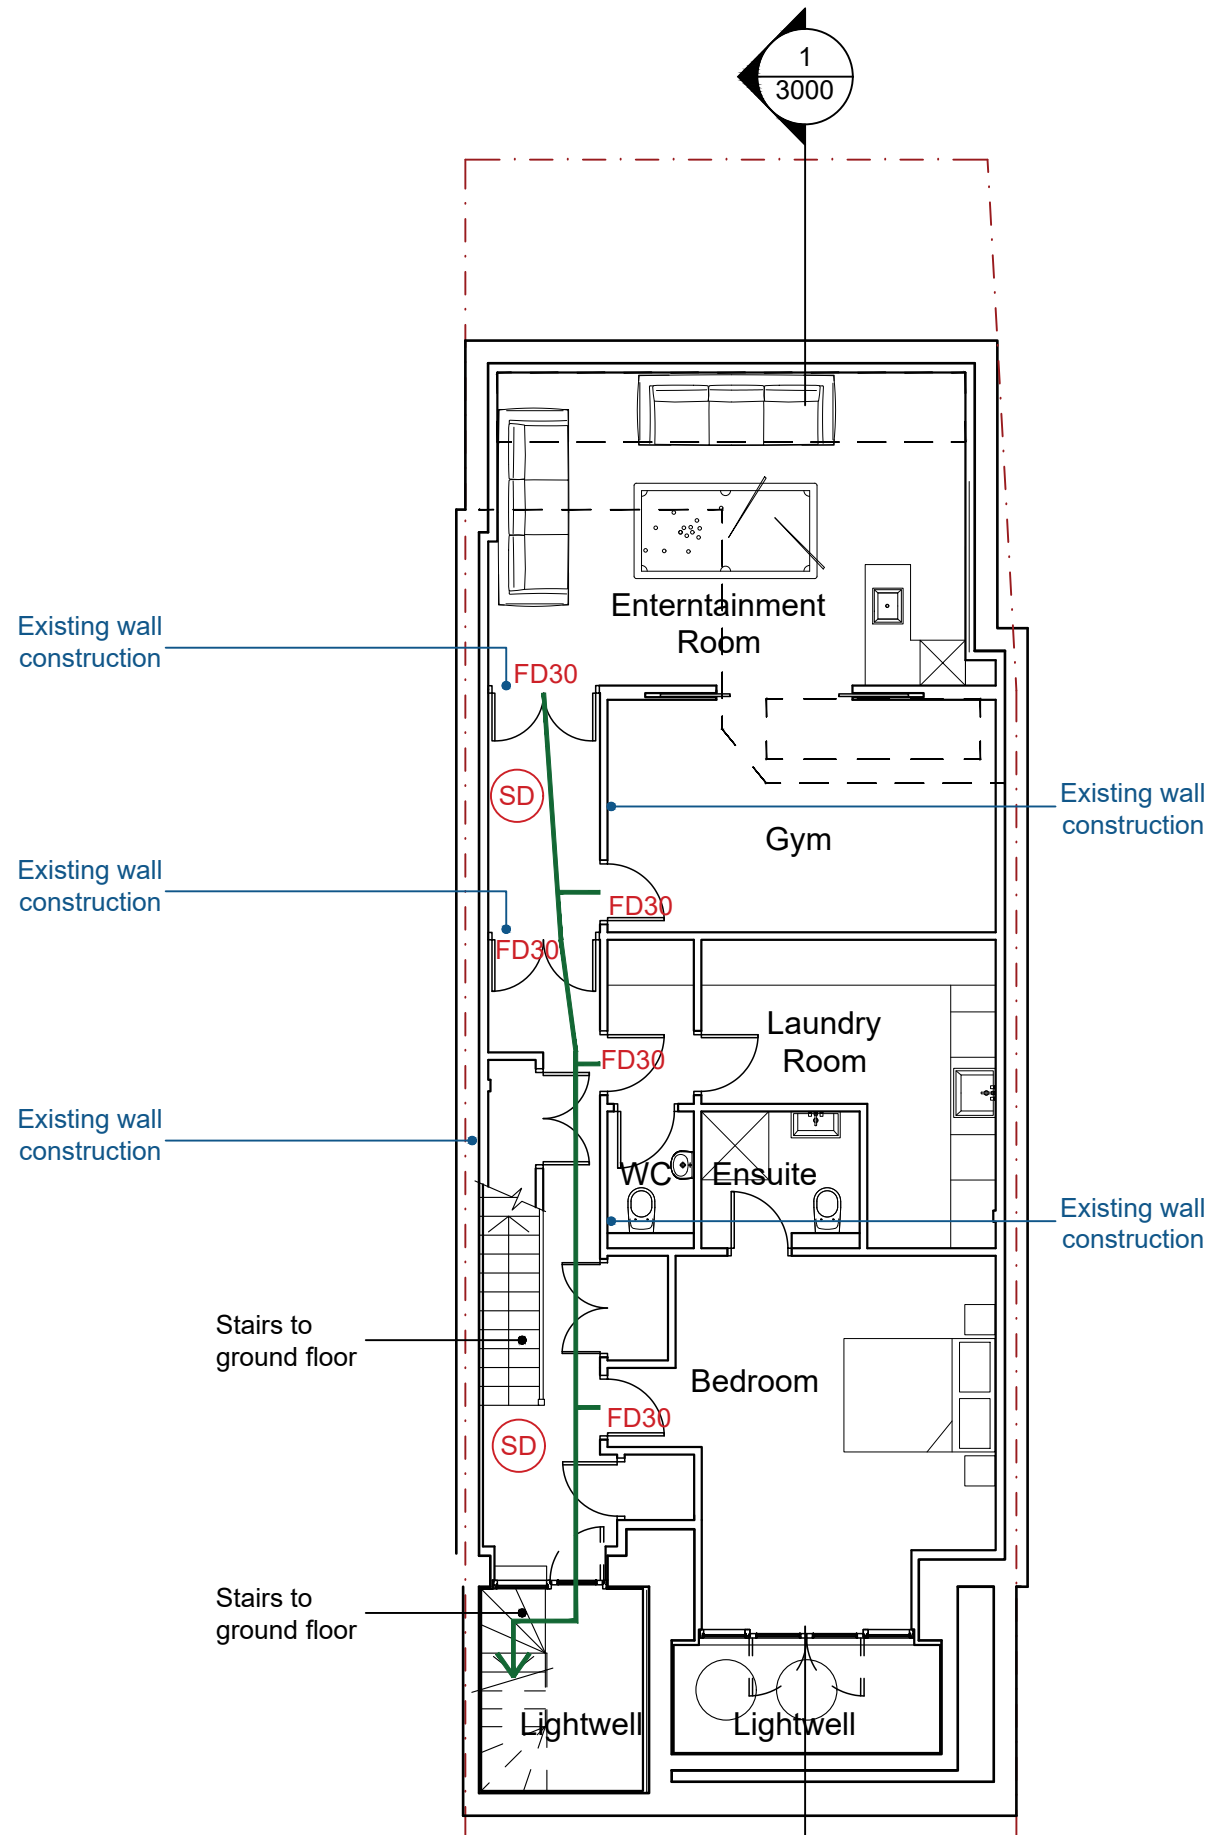 1
3000
Existing wall
construction
FD30
Enterntainment
Room
SD
Existing wall
construction
Gym
Existing wall
construction
FD30
FD30
Laundry
Room
FD30
Existing wall
construction
WC
Ensuite
Existing wall
construction
Stairs to
ground floor
Bedroom
FD30
SD
Stairs to
ground floor
Lightwell
Lightwell